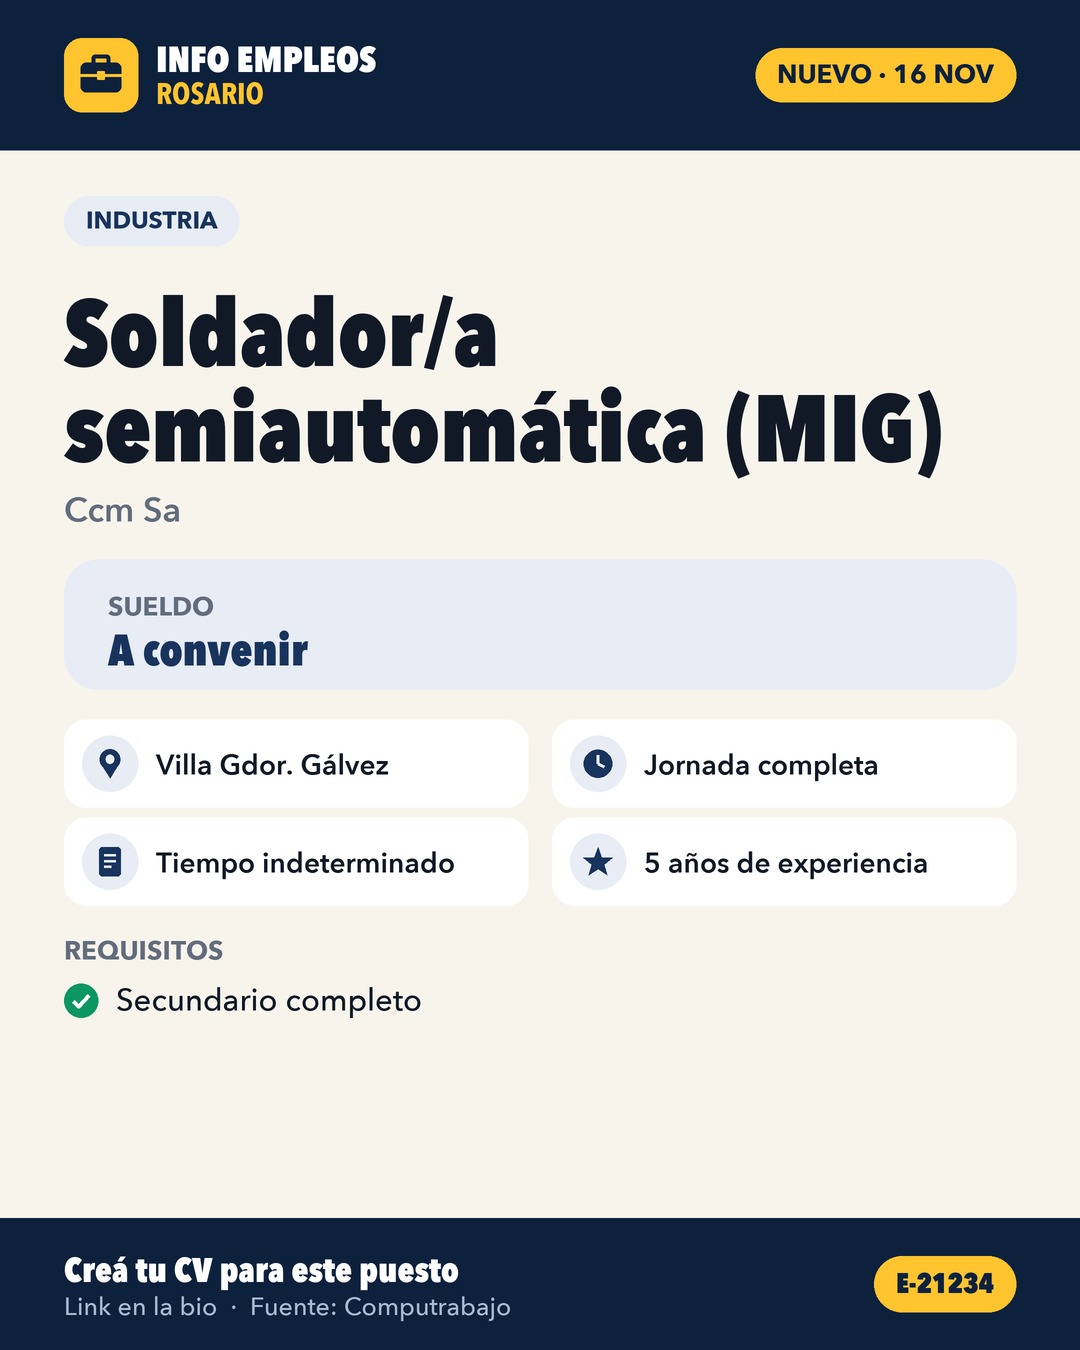 INFO EMPLEOS
ROSARIO
NUEVO · 16 NOV
INDUSTRIA
Soldador/a
semiautomática (MIG)
Ccm Sa
SUELDO
A convenir
Villa Gdor. Gálvez
Jornada completa
Tiempo indeterminado
5 años de experiencia
REQUISITOS
Secundario completo
Creá tu CV para este puesto
Link en la bio · Fuente: Computrabajo
E-21234